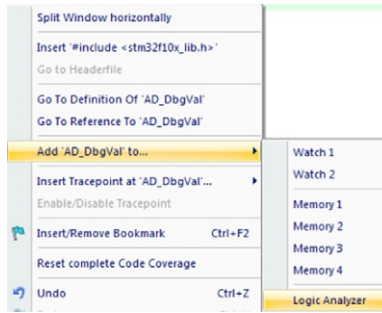 Split Window horizontally
Insert '#include <stm32f10x_lib.h>'
Go to Headerfile
Go To Definition Of 'AD_DbgVal'
Go To Reference To 'AD_DbgVal'
Add 'AD_DbgVal' to...
Watch 1
Insert Tracepoint at 'AD_DbgVal'...
Watch 2
Enable/Disable Tracepoint
Memory 1
Insert/Remove Bookmark Ctrl+F2
Memory 2
Memory 3
Reset complete Code Coverage
Memory 4
Undo Ctrl+Z
Logic Analyzer